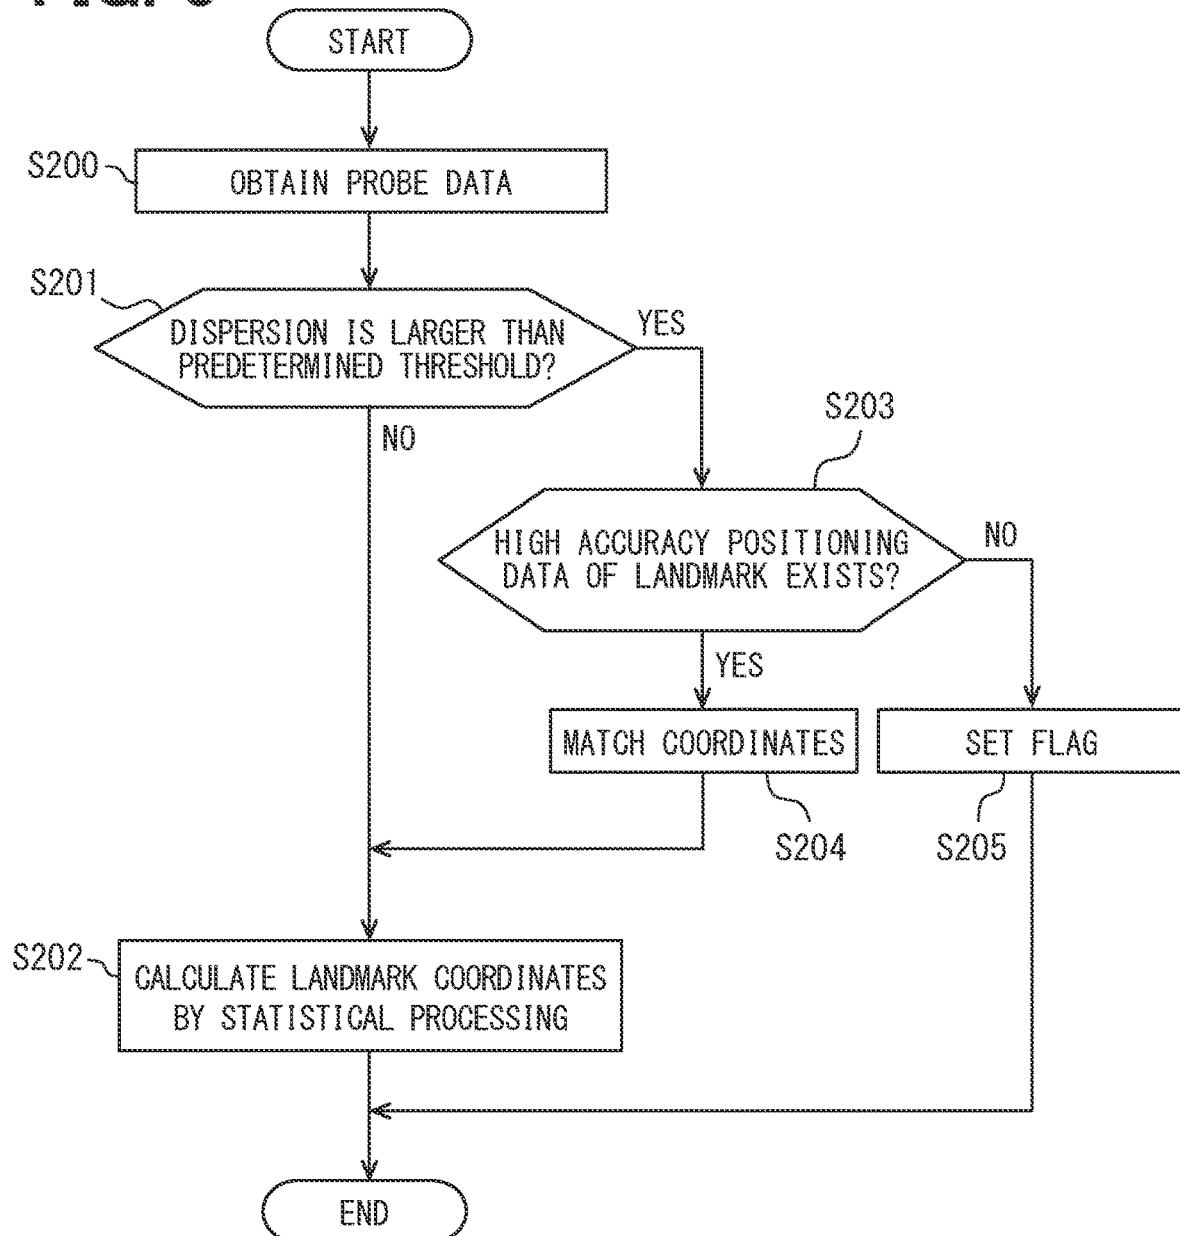 START
S200
OBTAIN PROBE DATA
S201
DISPERSION IS LARGER THAN
PREDETERMINED THRESHOLD?
YES
NO
S203
HIGH ACCURACY POSITIONING
DATA OF LANDMARK EXISTS?
NO
YES
MATCH COORDINATES
SET FLAG
S204
S205
S202
CALCULATE LANDMARK COORDINATES
BY STATISTICAL PROCESSING
END